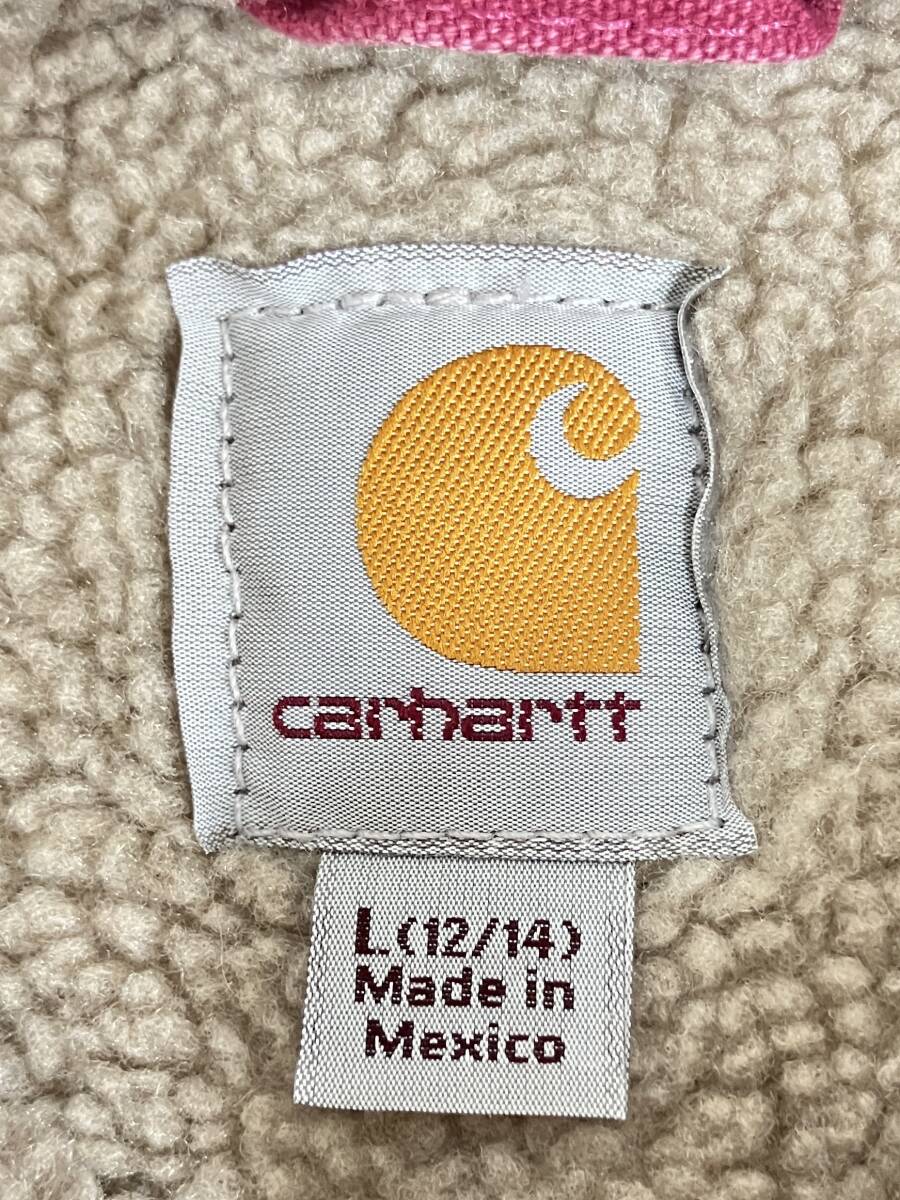 carhartt
L(12/14)
Made in
Mexico